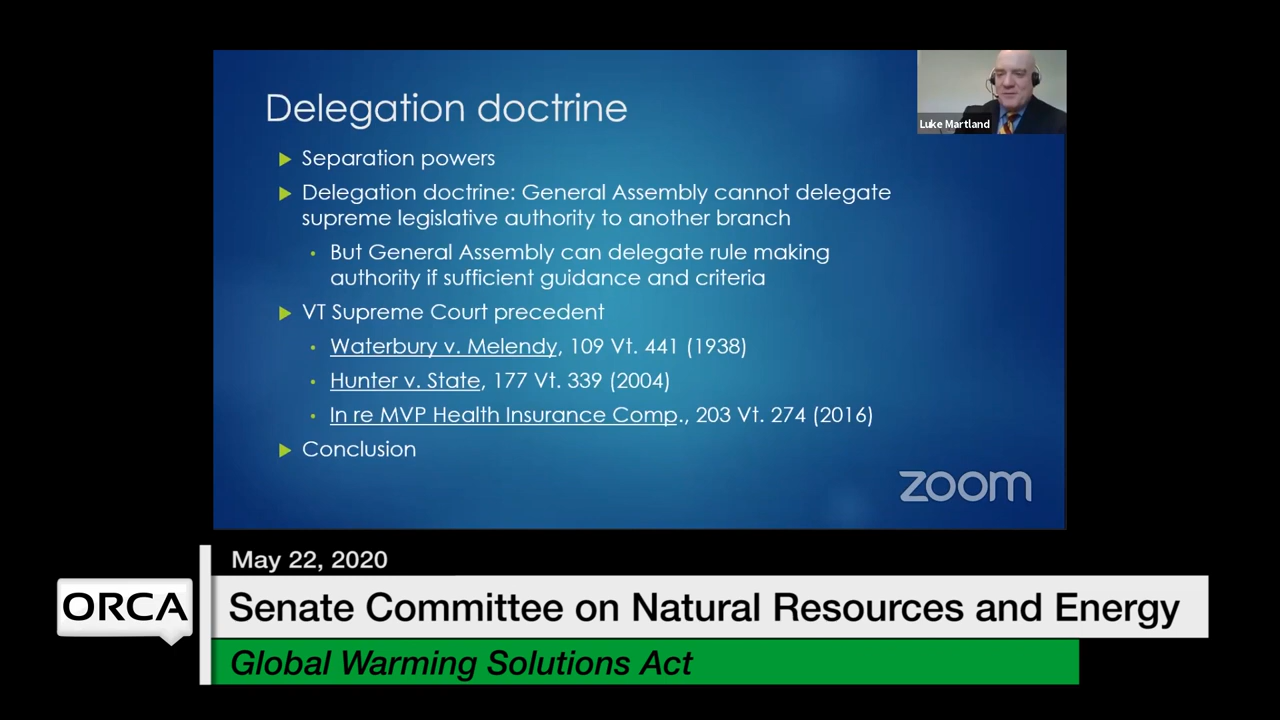 Delegation doctrine
Luke Martland
Separation powers
Delegation doctrine: General Assembly cannot delegate
supreme legislative authority to another branch
But General Assembly can delegate rule making
authority if sufficient guidance and criteria
VT Supreme Court precedent
Waterbury v. Melendy, 109 Vt. 441 (1938)
Hunter v. State, 177 Vt. 339 (2004)
In re MVP Health Insurance Comp., 203 Vt. 274 (2016)
Conclusion
zoom
May 22, 2020
ORCA
Senate Committee on Natural Resources and Energy
Global Warming Solutions Act